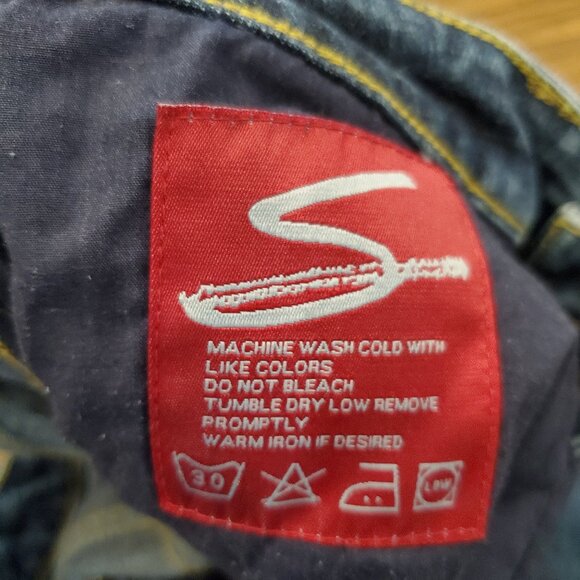 S
MACHINE WASH COLD WITH
LIKE COLORS
DO NOT BLEACH
TUMBLE DRY LOW REMOVE
PROMPTLY
WARM IRON IF DESIRED
30 LOW